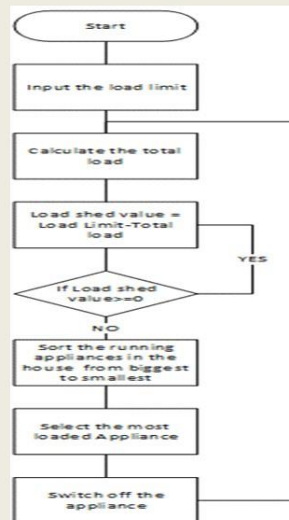 Start
Input the load limit
Calculate the total
load
Load shed value =
Load Limit-Total
load
YES
If Load shed
value>=0
NO
Sort the running
appliances in the
house from biggest
to smallest
Select the most
loaded Appliance
Switch off the
appliance